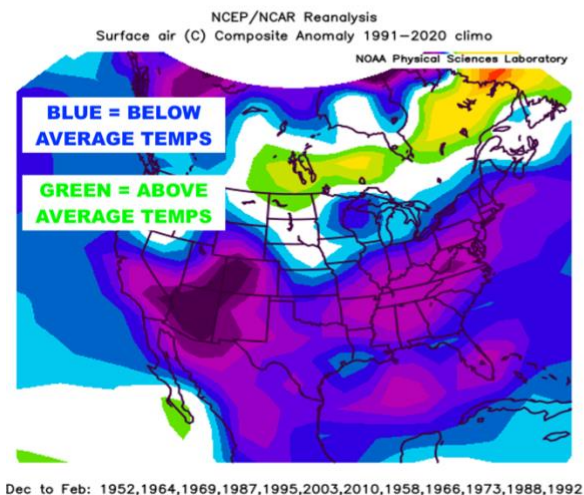 NCEP/NCAR Reanalysis
Surface air (C) Composite Anomaly 1991-2020 climo
NOAA Physical Sciences Laboratory
BLUE = BELOW
AVERAGE TEMPS
GREEN = ABOVE
AVERAGE TEMPS
Dec to Feb: 1952,1964,1969,1987,1995,2003,2010,1958,1966,1973,1988,1992